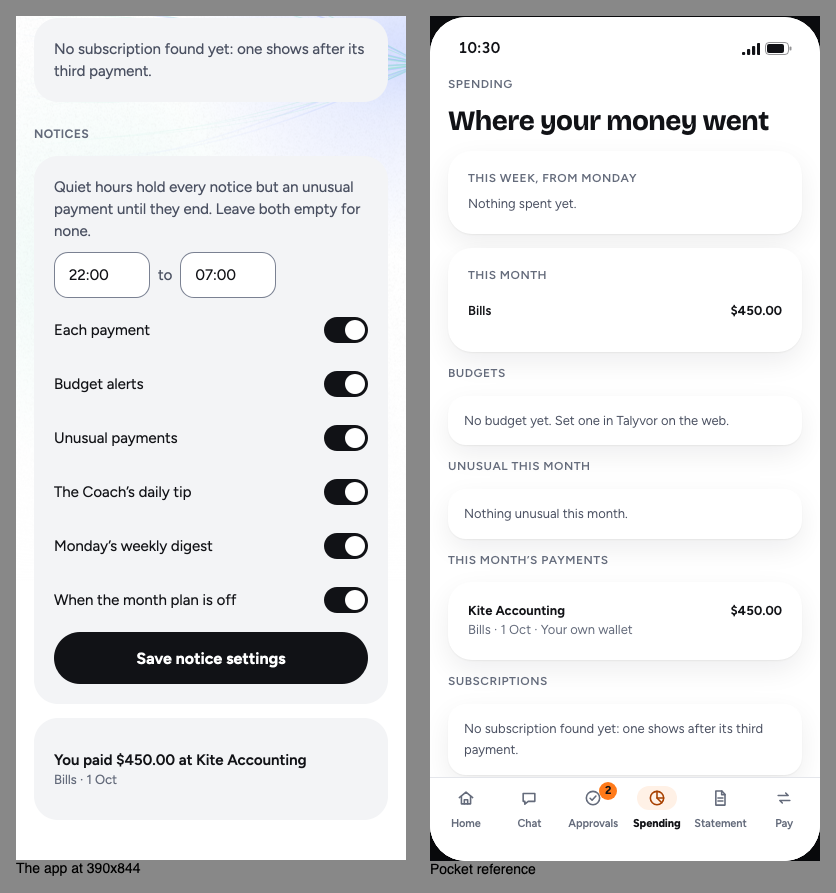 No subscription found yet: one shows after its
third payment.
NOTICES
Quiet hours hold every notice but an unusual
payment until they end. Leave both empty for
none.
22:00 to 07:00
Each payment
Budget alerts
Unusual payments
The Coach’s daily tip
Monday’s weekly digest
When the month plan is off
Save notice settings
You paid $450.00 at Kite Accounting
Bills · 1 Oct
The app at 390x844
10:30
SPENDING
Where your money went
THIS WEEK, FROM MONDAY
Nothing spent yet.
THIS MONTH
Bills $450.00
BUDGETS
No budget yet. Set one in Talyvor on the web.
UNUSUAL THIS MONTH
Nothing unusual this month.
THIS MONTH’S PAYMENTS
Kite Accounting $450.00
Bills · 1 Oct · Your own wallet
SUBSCRIPTIONS
No subscription found yet: one shows after its third
payment.
2
Home Chat Approvals Spending Statement Pay
Pocket reference